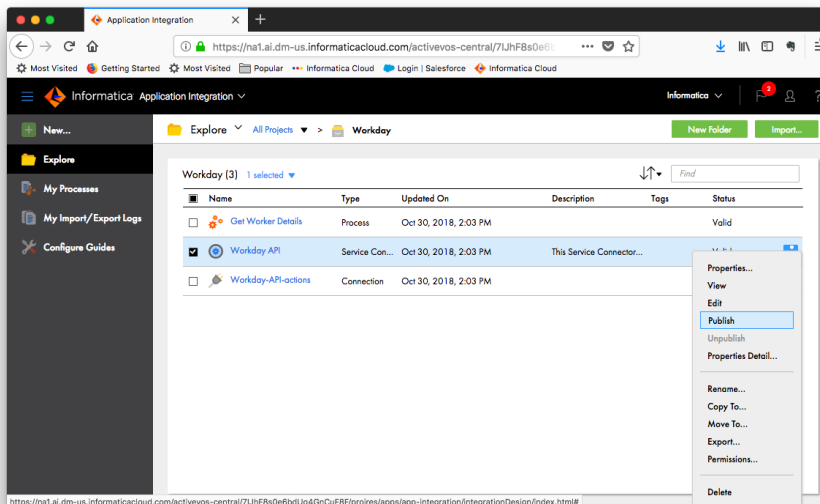 Application Integration
https://na1.ai.dm-us.informaticacloud.com/activevos-central/7IJhF8s0e6b
Most Visited Getting Started Most Visited Popular Informatica Cloud Login | Salesforce Informatica Cloud
Informatica Application Integration Informatica 2 ?
New... Explore All Projects > Workday New Folder Import...
Explore
My Processes
My Import/Export Logs
Configure Guides
Workday (3) 1 selected Find
Name Type Updated On Description Tags Status
Get Worker Details Process Oct 30, 2018, 2:03 PM Valid
Workday API Service Con... Oct 30, 2018, 2:03 PM This Service Connector...
Workday-API-actions Connection Oct 30, 2018, 2:03 PM
Properties...
View
Edit
Publish
Unpublish
Properties Detail...
Rename...
Copy To...
Move To...
Export...
Permissions...
Delete